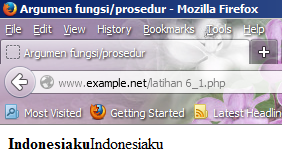 Argumen fungsi/prosedur - Mozilla Firefox
File Edit View History Bookmarks Tools Help
Argumen fungsi/prosedur
www.example.net/latihan 6_1.php
Most Visited Getting Started Latest Headlines
IndonesiakuIndonesiaku